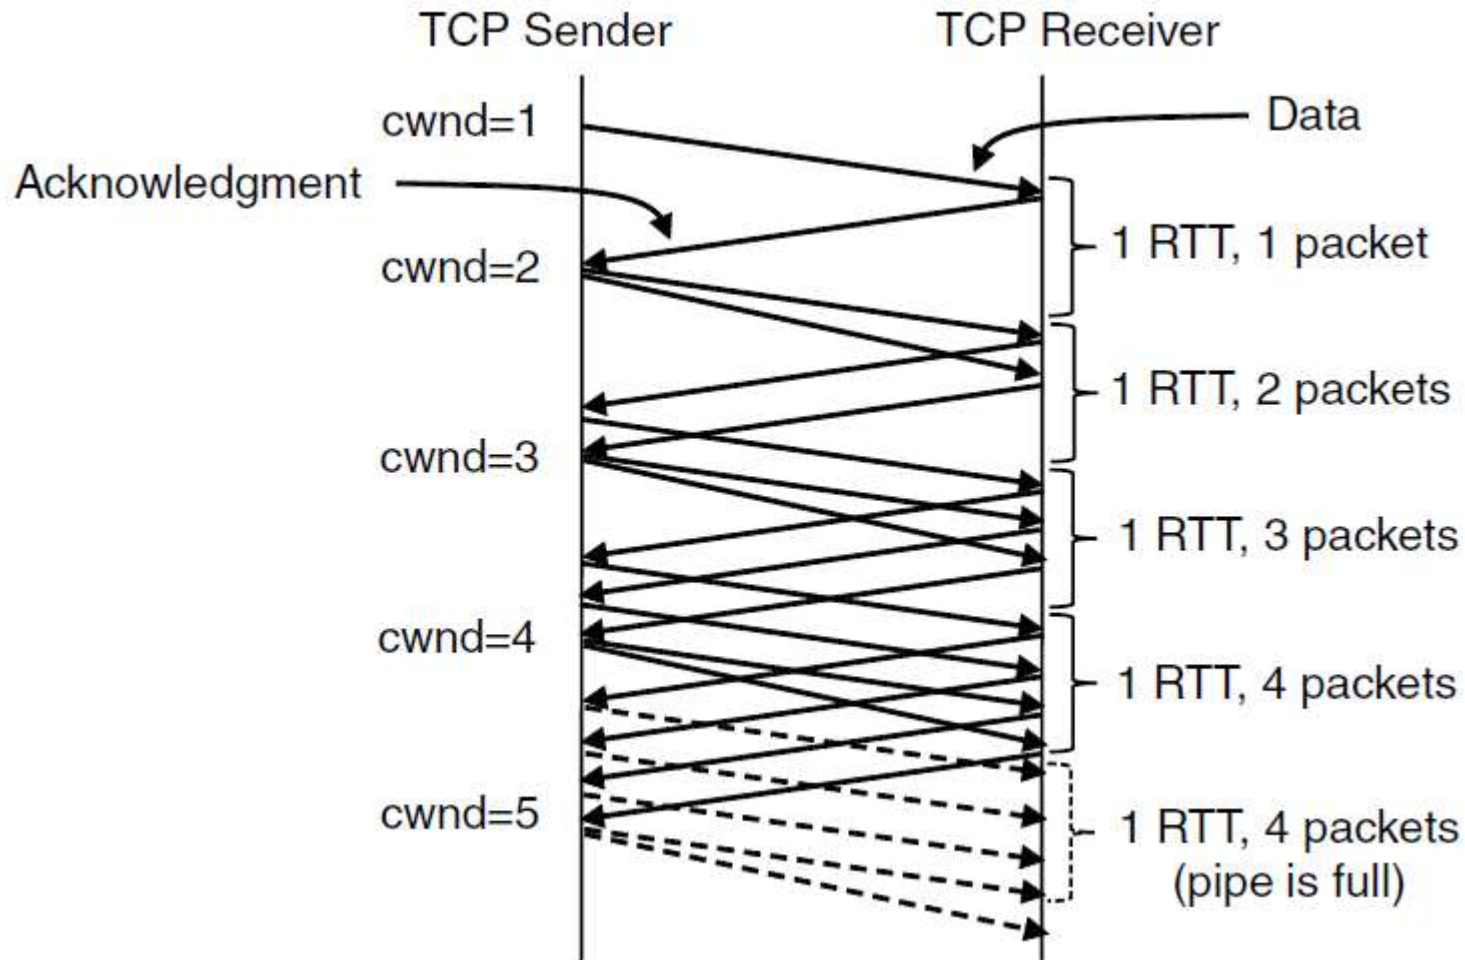 TCP Sender
TCP Receiver
cwnd=1
Data
Acknowledgment
1 RTT, 1 packet
cwnd=2
1 RTT, 2 packets
cwnd=3
1 RTT, 3 packets
cwnd=4
1 RTT, 4 packets
cwnd=5
1 RTT, 4 packets
(pipe is full)